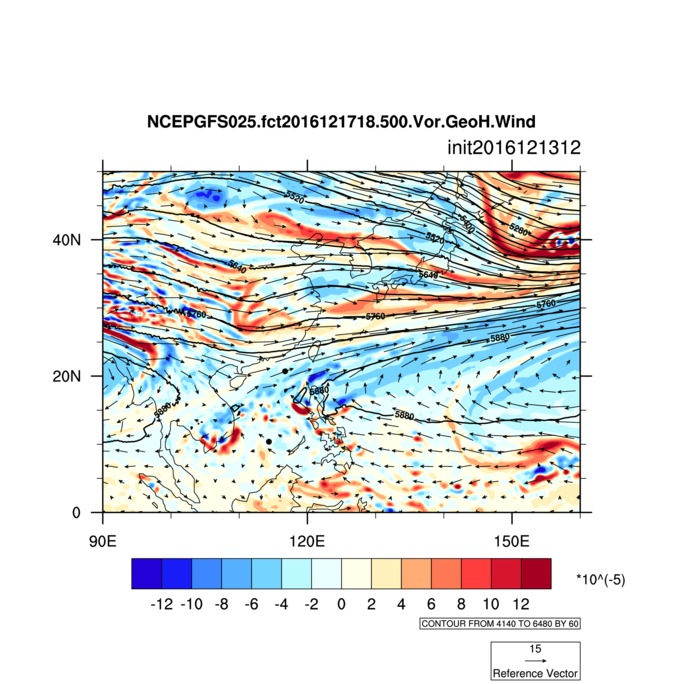 NCEPGFS025.fct2016121718.500.Vor.GeoH.Wind
init2016121312
5520
5400
5280
40N
5520
5640
5640
5760
5760
5760
5880
20N
5880
5880
5880
0
90E 120E 150E
-12 -10 -8 -6 -4 -2 0 2 4 6 8 10 12
*10^(-5)
CONTOUR FROM 4140 TO 6480 BY 60
15
Reference Vector